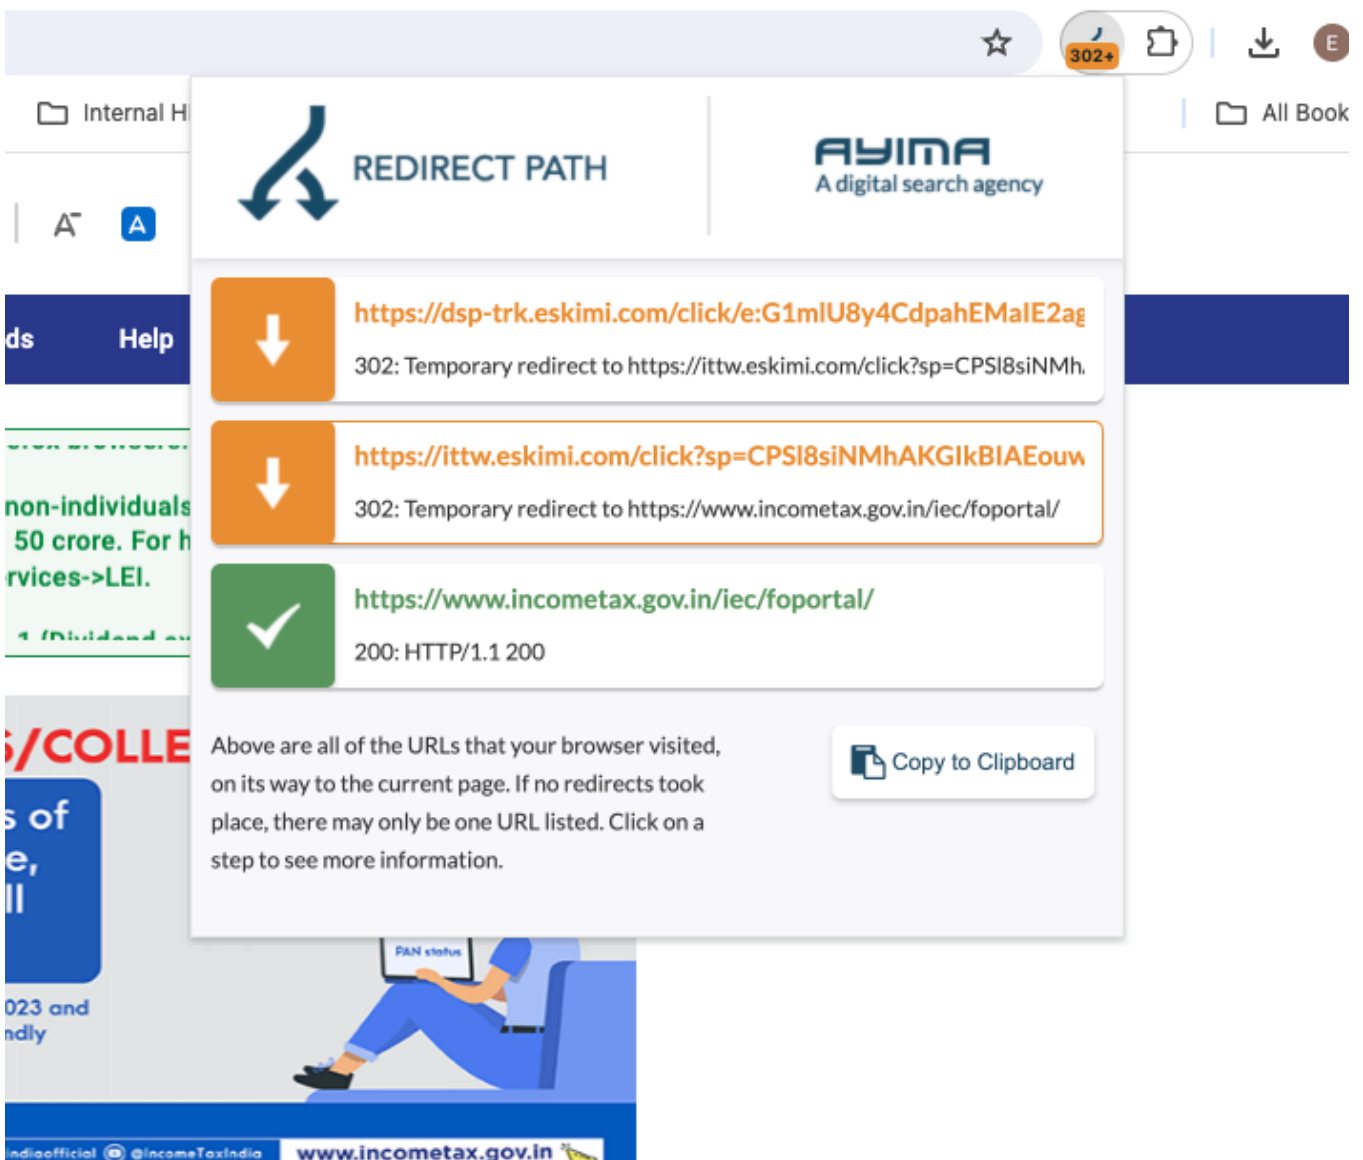 302+
E
Internal H
All Book
REDIRECT PATH
AYIMA
A digital search agency
A-
A
ds
Help
https://dsp-trk.eskimi.com/click/e:G1mlU8y4CdpahEMaIE2ag
302: Temporary redirect to https://ittw.eskimi.com/click?sp=CPSl8siNMh
https://ittw.eskimi.com/click?sp=CPSl8siNMhAKGIkBIAEouw
302: Temporary redirect to https://www.incometax.gov.in/iec/foportal/
https://www.incometax.gov.in/iec/foportal/
200: HTTP/1.1 200
non-individuals
50 crore. For h
rvices->LEI.
1 (Dividend
S/COLLE
s of
e,
ll
023 and
ndly
Above are all of the URLs that your browser visited,
on its way to the current page. If no redirects took
place, there may only be one URL listed. Click on a
step to see more information.
Copy to Clipboard
PAN status
indiaofficial @IncomeTaxIndia
www.incometax.gov.in